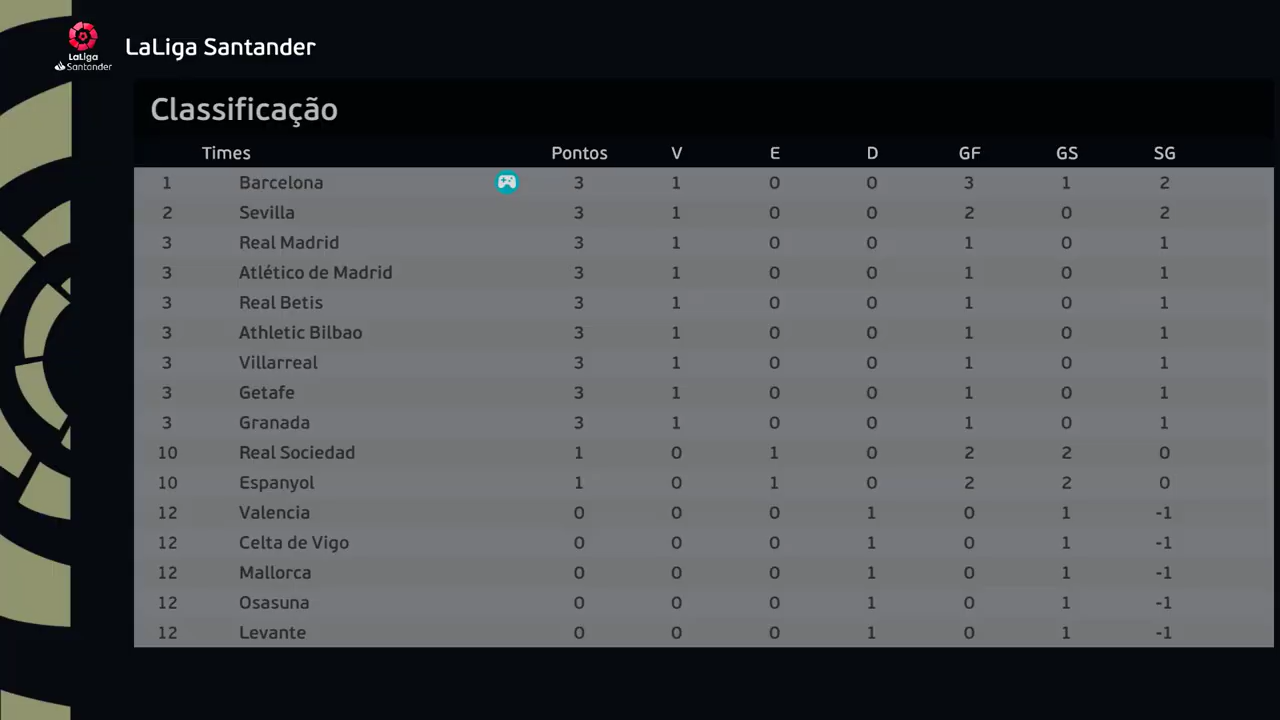 LaLiga Santander
LaLiga
Santander
Classificação
Times Pontos V E D GF GS SG
1 Barcelona 3 1 0 0 3 1 2
2 Sevilla 3 1 0 0 2 0 2
3 Real Madrid 3 1 0 0 1 0 1
3 Atlético de Madrid 3 1 0 0 1 0 1
3 Real Betis 3 1 0 0 1 0 1
3 Athletic Bilbao 3 1 0 0 1 0 1
3 Villarreal 3 1 0 0 1 0 1
3 Getafe 3 1 0 0 1 0 1
3 Granada 3 1 0 0 1 0 1
10 Real Sociedad 1 0 1 0 2 2 0
10 Espanyol 1 0 1 0 2 2 0
12 Valencia 0 0 0 1 0 1 -1
12 Celta de Vigo 0 0 0 1 0 1 -1
12 Mallorca 0 0 0 1 0 1 -1
12 Osasuna 0 0 0 1 0 1 -1
12 Levante 0 0 0 1 0 1 -1